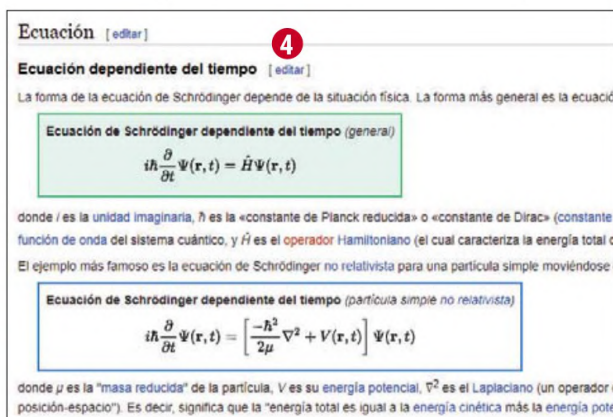 Ecuación [editar]
4
Ecuación dependiente del tiempo [editar]
La forma de la ecuación de Schrödinger depende de la situación física. La forma más general es la ecuació
Ecuación de Schrödinger dependiente del tiempo (general)
iħ ∂/∂t Ψ(r, t) = ĤΨ(r, t)
donde i es la unidad imaginaria, ħ es la «constante de Planck reducida» o «constante de Dirac» (constante
función de onda del sistema cuántico, y Ĥ es el operador Hamiltoniano (el cual caracteriza la energía total
El ejemplo más famoso es la ecuación de Schrödinger no relativista para una partícula simple moviéndose
Ecuación de Schrödinger dependiente del tiempo (partícula simple no relativista)
iħ ∂/∂t Ψ(r, t) = [−ħ²/2μ ∇² + V(r, t)] Ψ(r, t)
donde μ es la "masa reducida" de la partícula, V es su energía potencial, ∇² es el Laplaciano (un operador
posición-espacio"). Es decir, significa que la "energía total es igual a la energía cinética más la energía pot